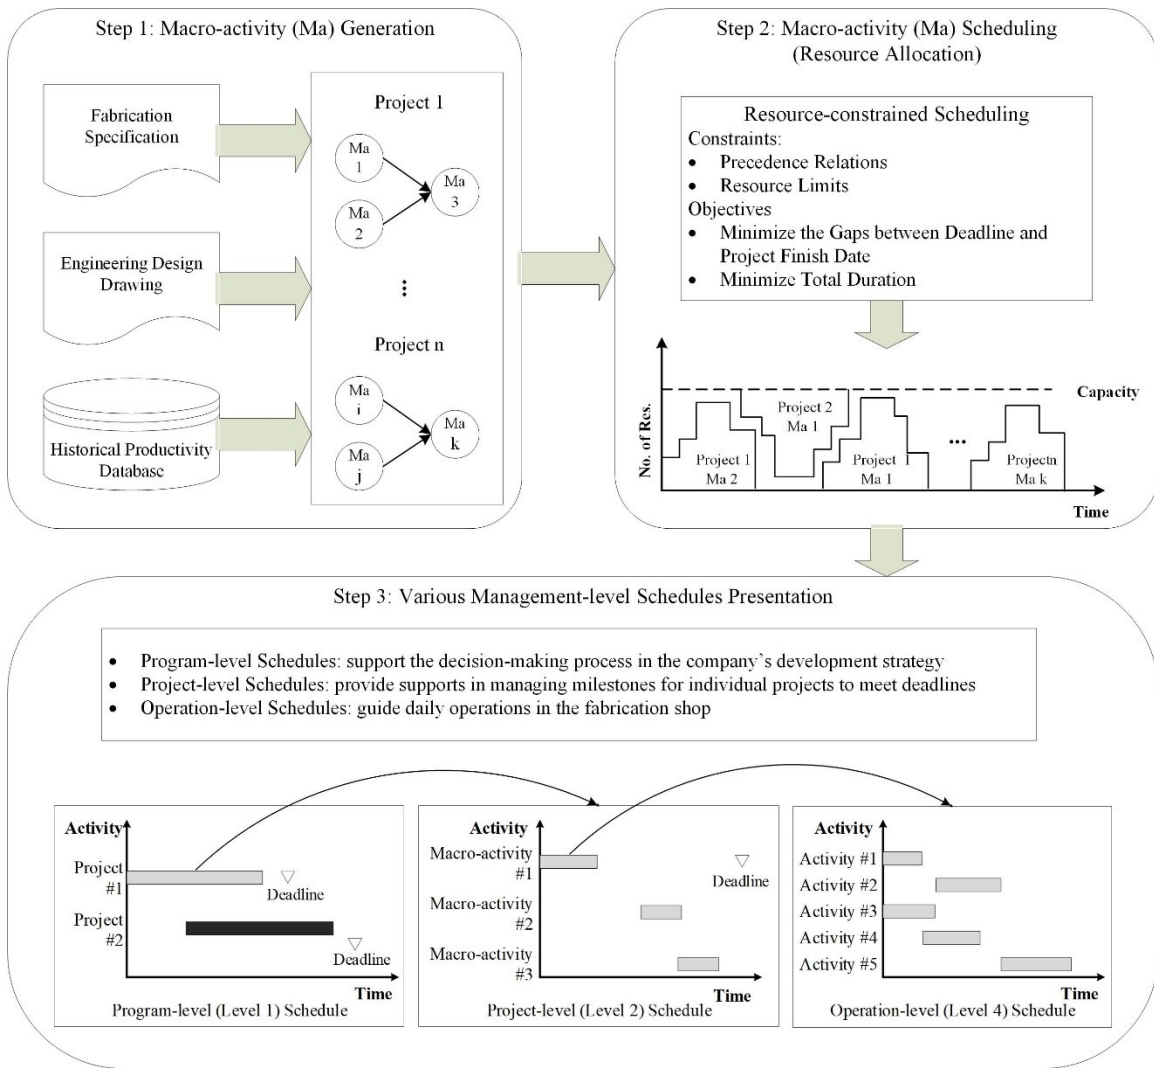 Step 1: Macro-activity (Ma) Generation
Fabrication
Specification
Engineering Design
Drawing
Historical Productivity
Database
Project 1
Ma
1
Ma
2
Ma
3
...
Project n
Ma
i
Ma
j
Ma
k
Step 2: Macro-activity (Ma) Scheduling
(Resource Allocation)
Resource-constrained Scheduling
Constraints:
• Precedence Relations
• Resource Limits
Objectives
• Minimize the Gaps between Deadline and
Project Finish Date
• Minimize Total Duration
No. of Res.
Capacity
Project 1
Ma 2
Project 2
Ma 1
Project 1
Ma 1
...
Projectn
Ma k
Time
Step 3: Various Management-level Schedules Presentation
• Program-level Schedules: support the decision-making process in the company's development strategy
• Project-level Schedules: provide supports in managing milestones for individual projects to meet deadlines
• Operation-level Schedules: guide daily operations in the fabrication shop
Activity
Project
#1
Deadline
Project
#2
Deadline
Time
Program-level (Level 1) Schedule
Activity
Macro-activity
#1
Deadline
Macro-activity
#2
Macro-activity
#3
Time
Project-level (Level 2) Schedule
Activity
Activity #1
Activity #2
Activity #3
Activity #4
Activity #5
Time
Operation-level (Level 4) Schedule